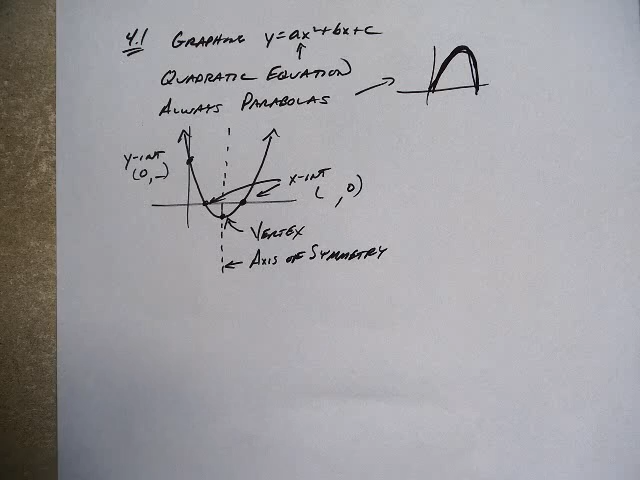 4.1 GRAPHING y=ax²+bx+c
QUADRATIC EQUATION
ALWAYS PARABOLAS
y-INT
(0,_)
x-INT
( ,0)
VERTEX
AXIS OF SYMMETRY